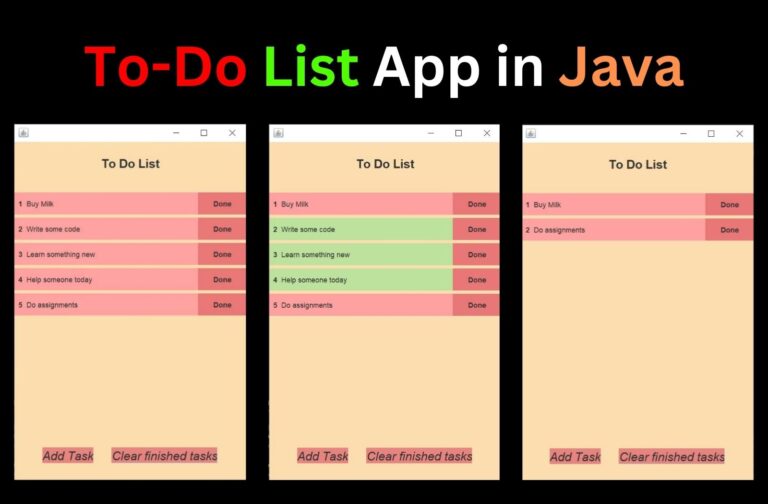 To-Do List App in Java
To Do List
1 Buy Milk Done
2 Write some code Done
3 Learn something new Done
4 Help someone today Done
5 Do assignments Done
Add Task Clear finished tasks
To Do List
1 Buy Milk Done
2 Write some code Done
3 Learn something new Done
4 Help someone today Done
5 Do assignments Done
Add Task Clear finished tasks
To Do List
1 Buy Milk Done
2 Do assignments Done
Add Task Clear finished tasks